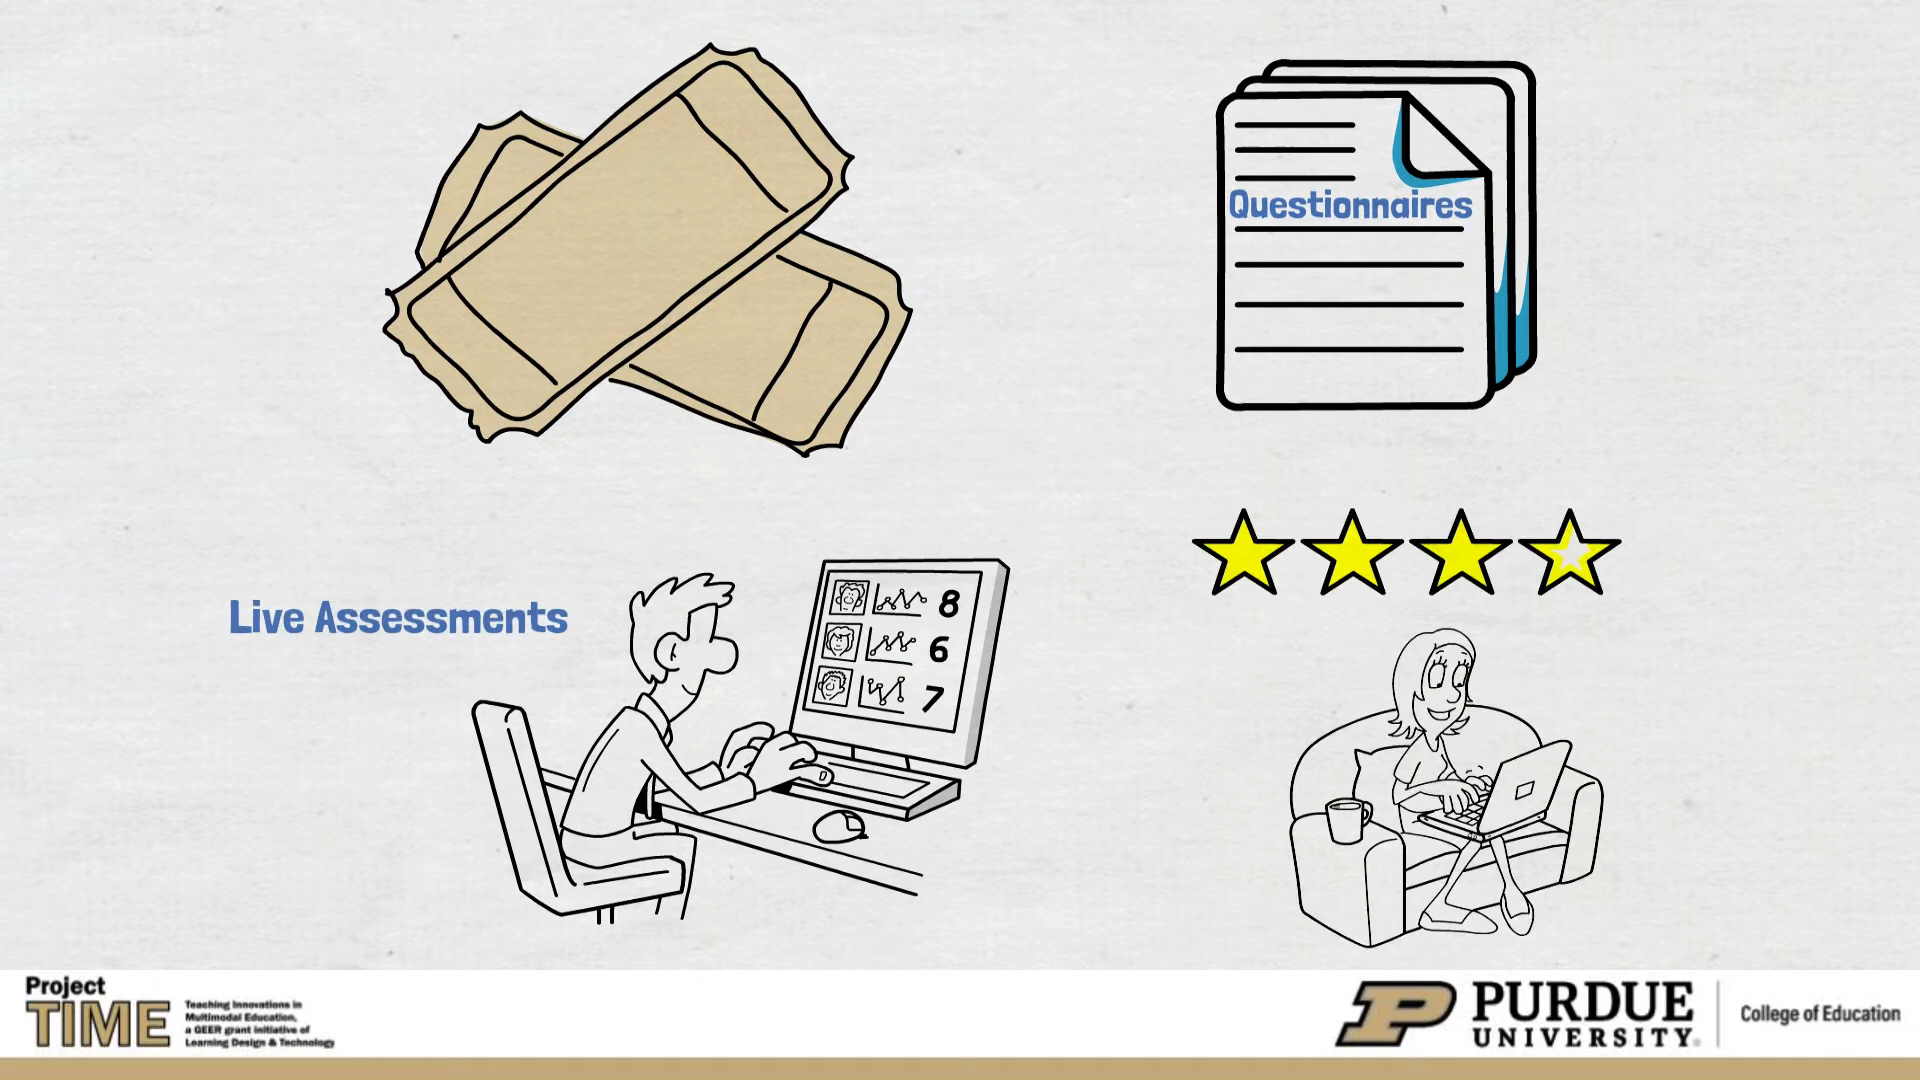 Questionnaires
Live Assessments
8
6
7
Project
TIME
Teaching Innovations in
Multimodal Education,
a GEER grant initiative of
Learning Design & Technology
PURDUE
UNIVERSITY®
College of Education